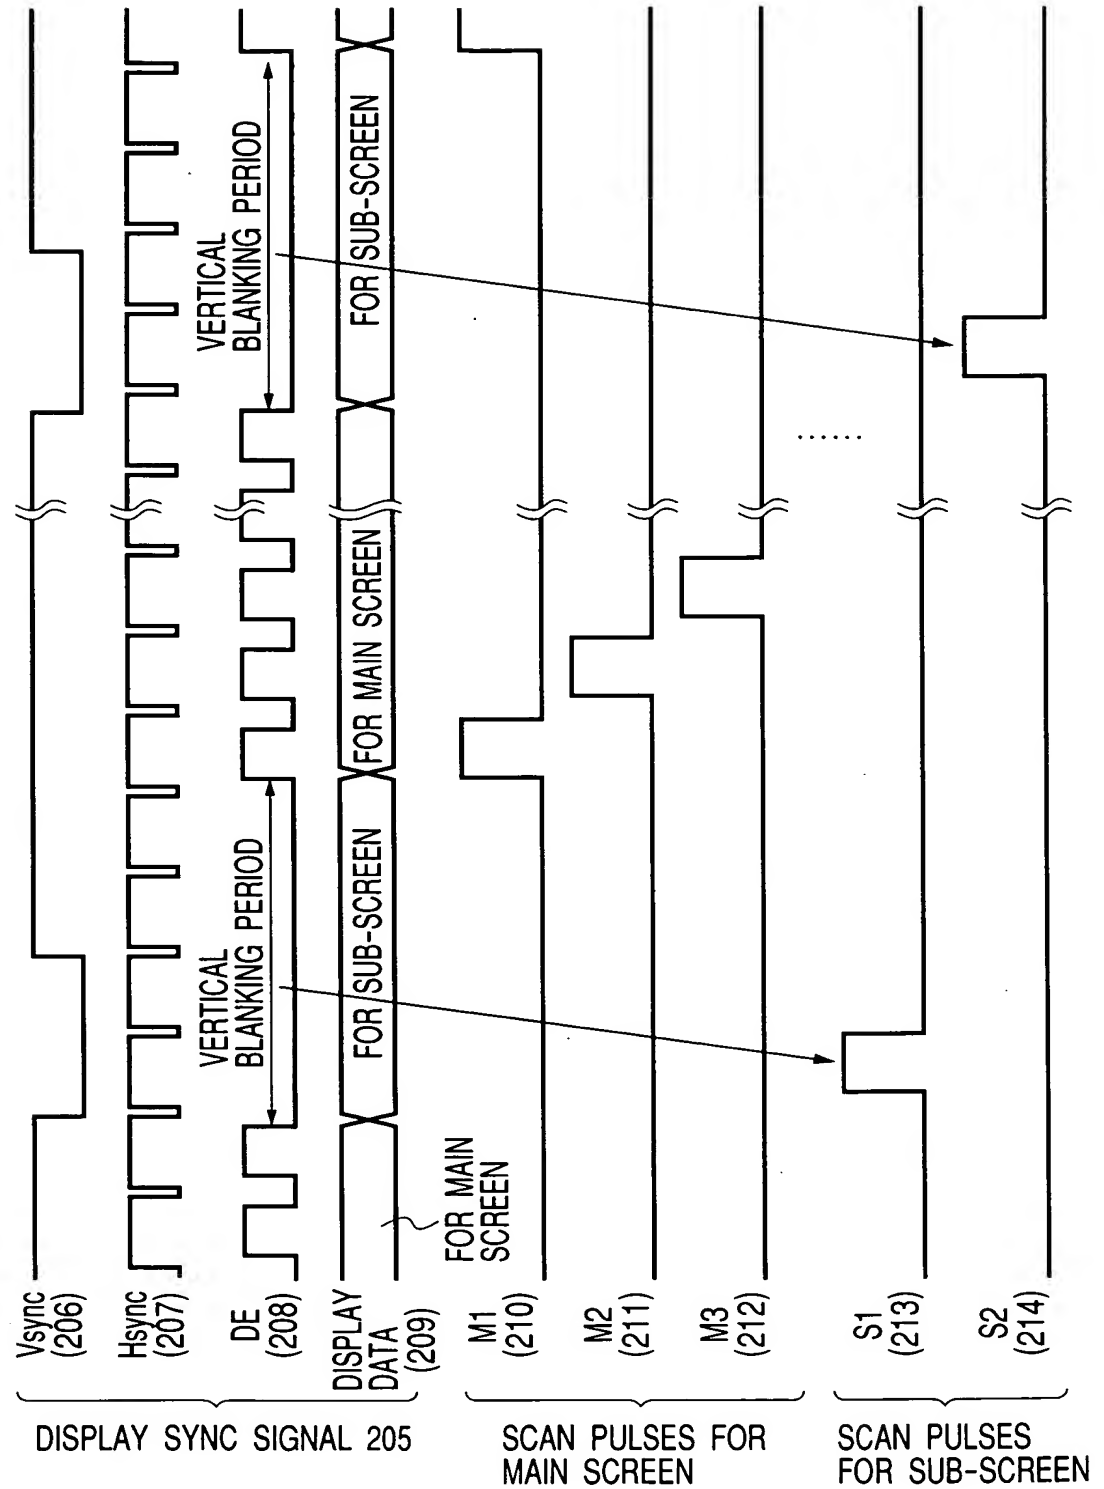 Vsync
(206)
Hsync
(207)
DE
(208)
DISPLAY
DATA
(209)
DISPLAY SYNC SIGNAL 205
VERTICAL
BLANKING PERIOD
VERTICAL
BLANKING PERIOD
FOR MAIN
SCREEN
FOR SUB-SCREEN
FOR MAIN SCREEN
FOR SUB-SCREEN
M1
(210)
M2
(211)
M3
(212)
SCAN PULSES FOR
MAIN SCREEN
......
S1
(213)
S2
(214)
SCAN PULSES
FOR SUB-SCREEN